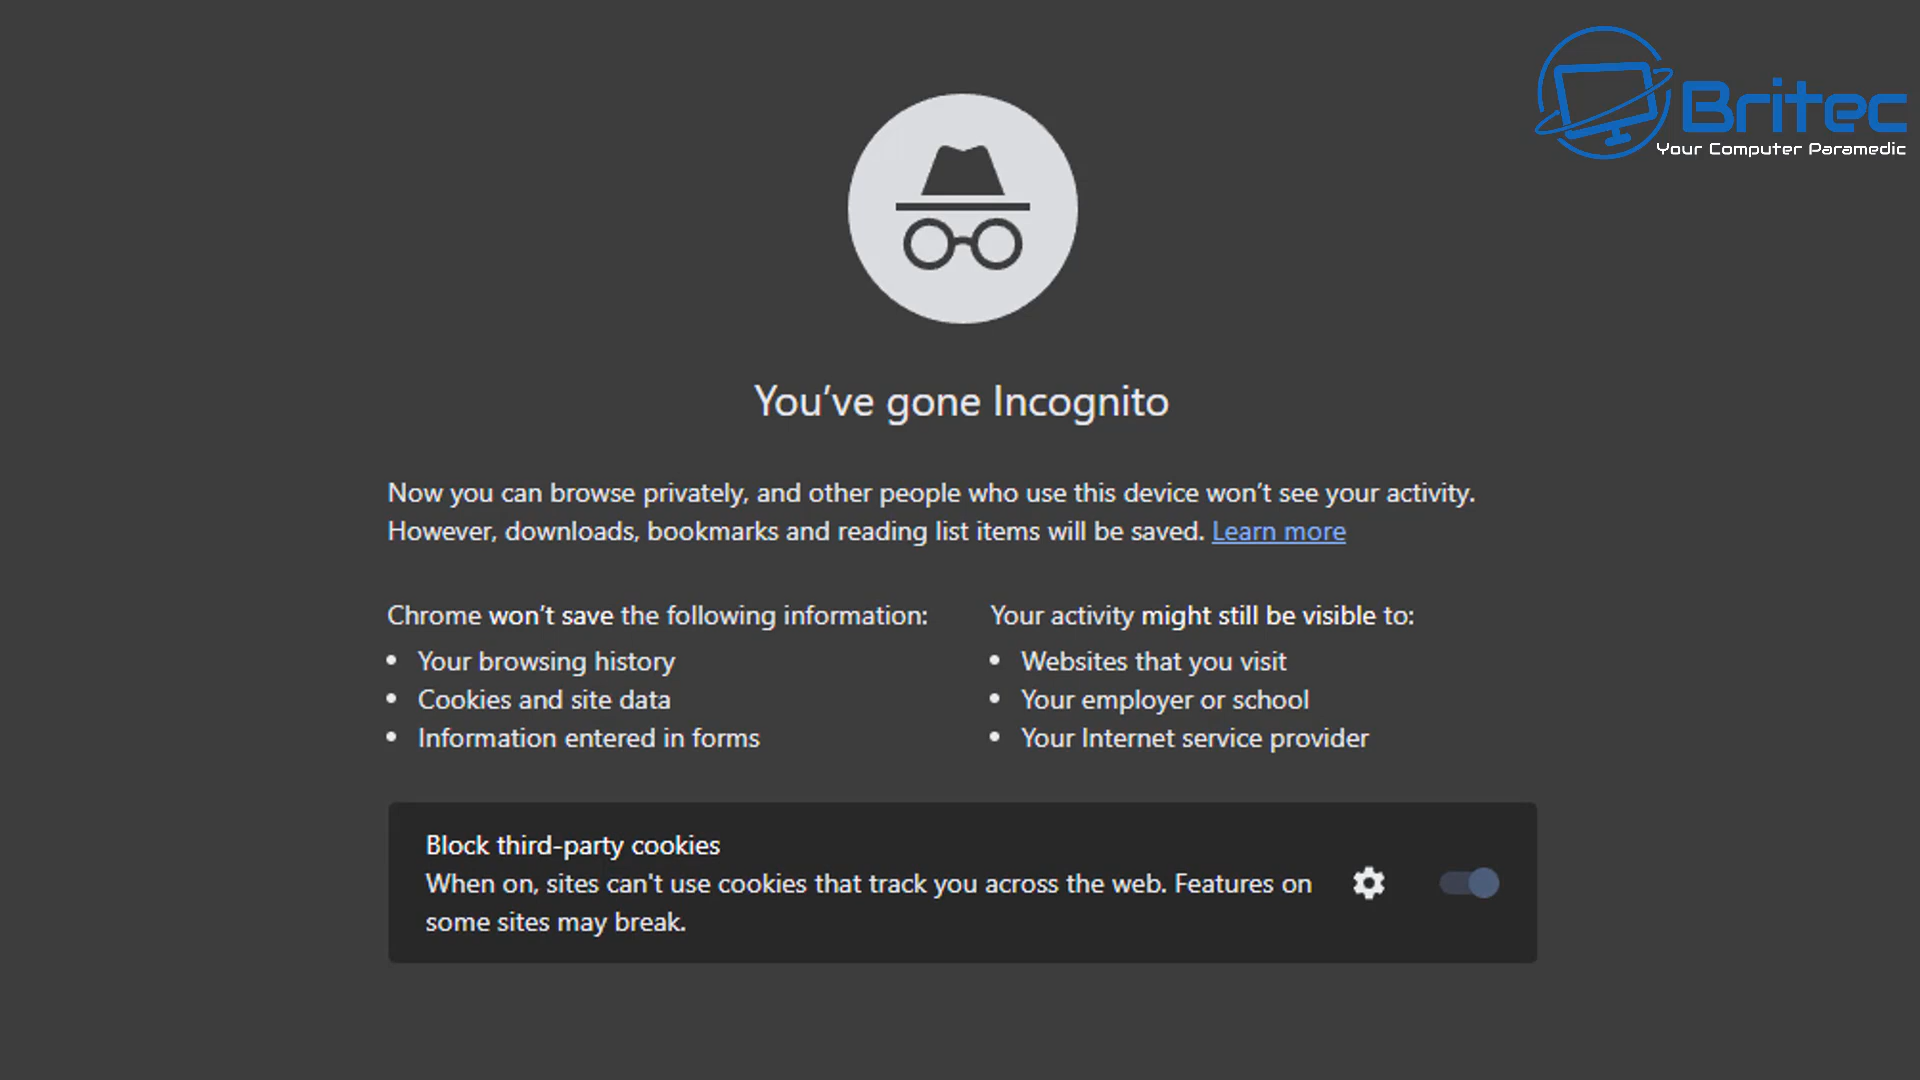 Britec
Your Computer Paramedic
You’ve gone Incognito
Now you can browse privately, and other people who use this device won’t see your activity.
However, downloads, bookmarks and reading list items will be saved. Learn more
Chrome won’t save the following information:
• Your browsing history
• Cookies and site data
• Information entered in forms
Your activity might still be visible to:
• Websites that you visit
• Your employer or school
• Your Internet service provider
Block third-party cookies
When on, sites can't use cookies that track you across the web. Features on
some sites may break.